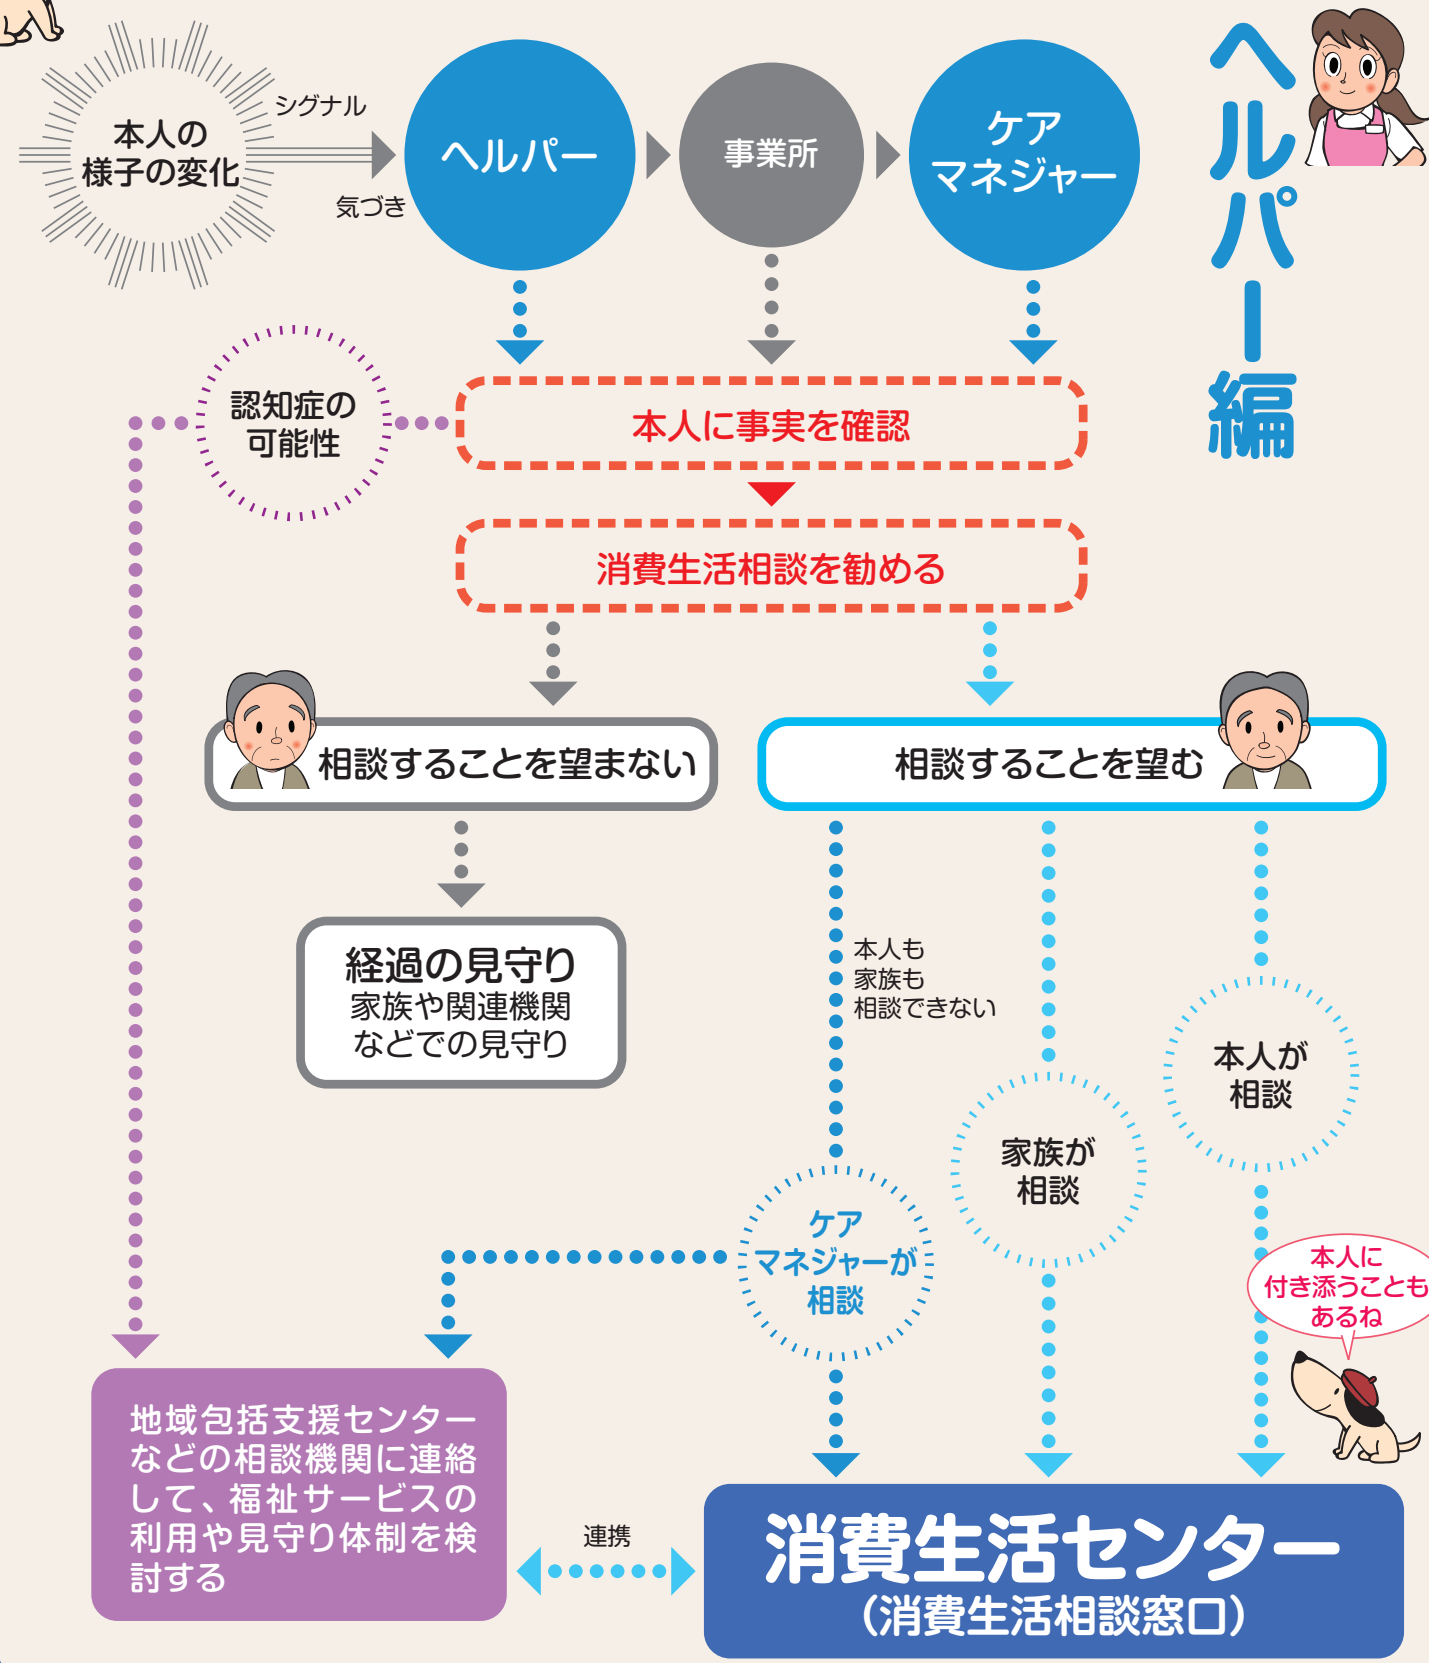 ヘルパー編
本人の
様子の変化
シグナル
気づき
ヘルパー
事業所
ケア
マネジャー
認知症の
可能性
本人に事実を確認
消費生活相談を勧める
相談することを望まない
相談することを望む
経過の見守り
家族や関連機関
などでの見守り
本人も
家族も
相談できない
本人が
相談
家族が
相談
ケア
マネジャーが
相談
本人に
付き添うことも
あるね
地域包括支援センター
などの相談機関に連絡
して、福祉サービスの
利用や見守り体制を検
討する
連携
消費生活センター
（消費生活相談窓口）